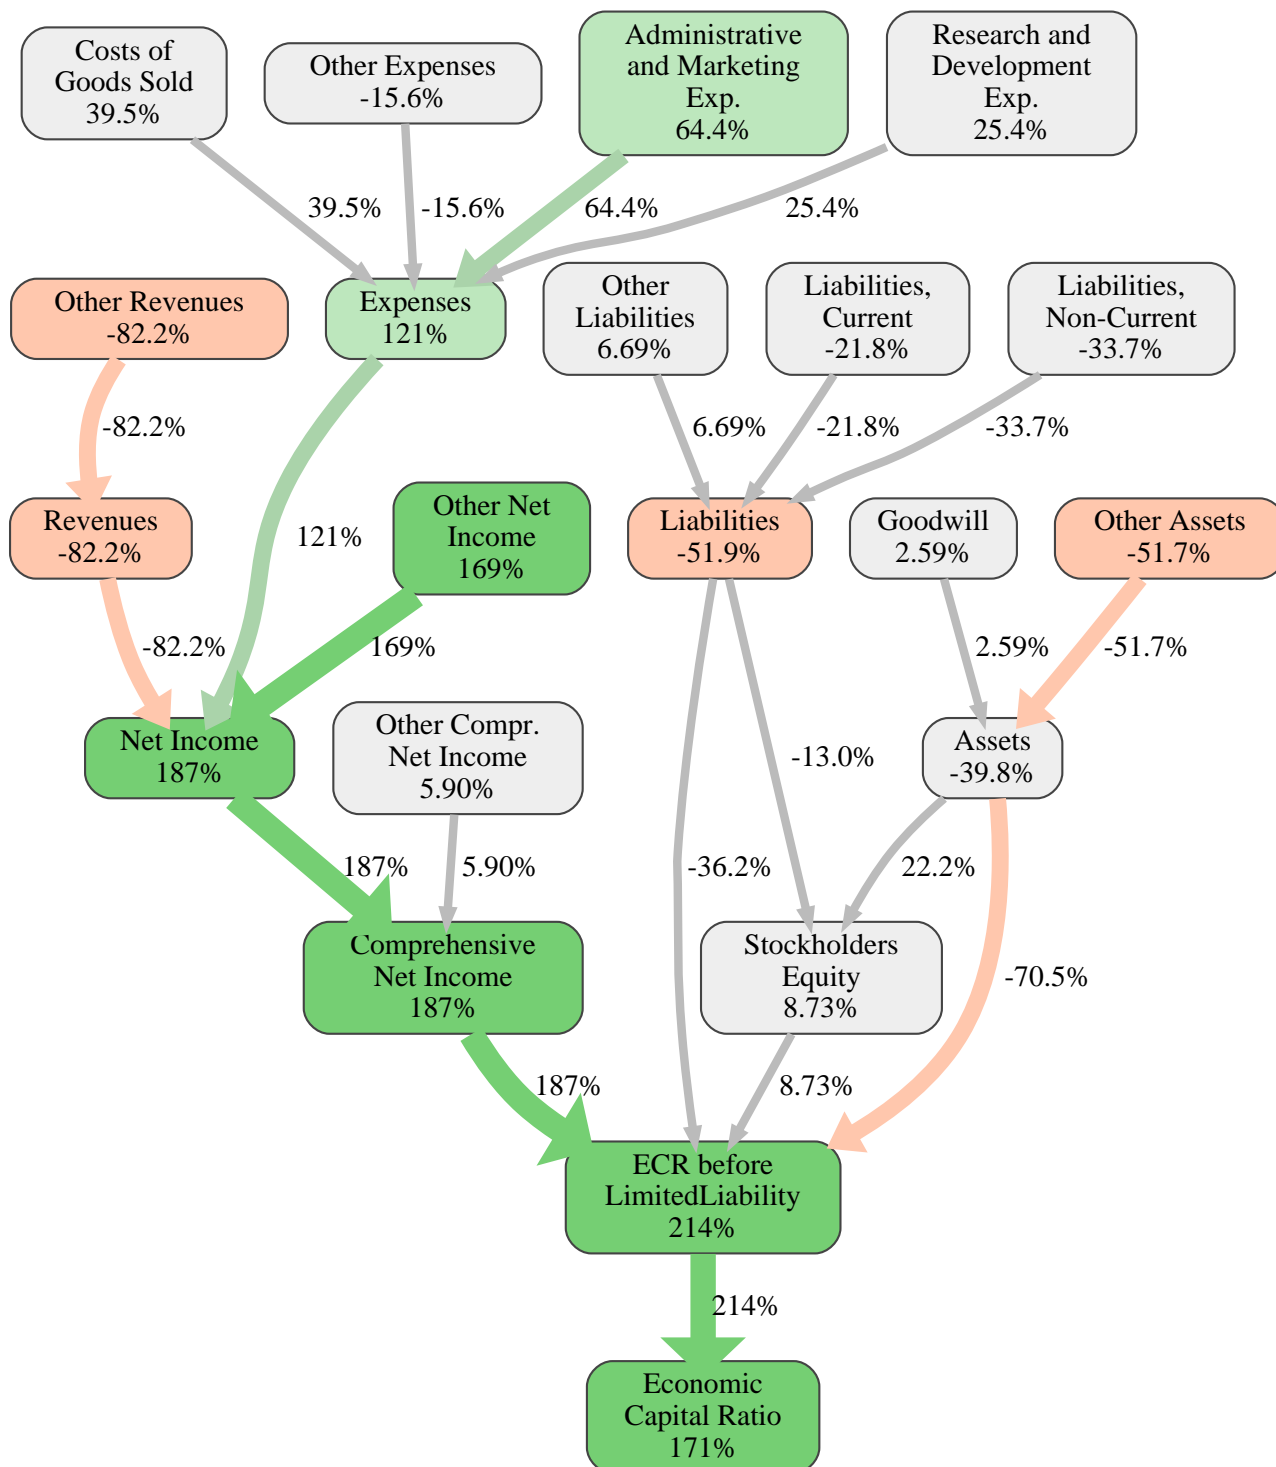 Costs of
Goods Sold
39.5%
Other Expenses
-15.6%
Administrative
and Marketing
Exp.
64.4%
Research and
Development
Exp.
25.4%
39.5%
-15.6%
64.4%
25.4%
Other Revenues
-82.2%
Expenses
121%
Other
Liabilities
6.69%
Liabilities,
Current
-21.8%
Liabilities,
Non-Current
-33.7%
-82.2%
6.69%
-21.8%
-33.7%
Revenues
-82.2%
121%
Other Net
Income
169%
Liabilities
-51.9%
Goodwill
2.59%
Other Assets
-51.7%
-82.2%
169%
2.59%
-51.7%
Net Income
187%
Other Compr.
Net Income
5.90%
-13.0%
Assets
-39.8%
187%
5.90%
-36.2%
22.2%
Comprehensive
Net Income
187%
Stockholders
Equity
8.73%
-70.5%
187%
8.73%
ECR before
LimitedLiability
214%
214%
Economic
Capital Ratio
171%